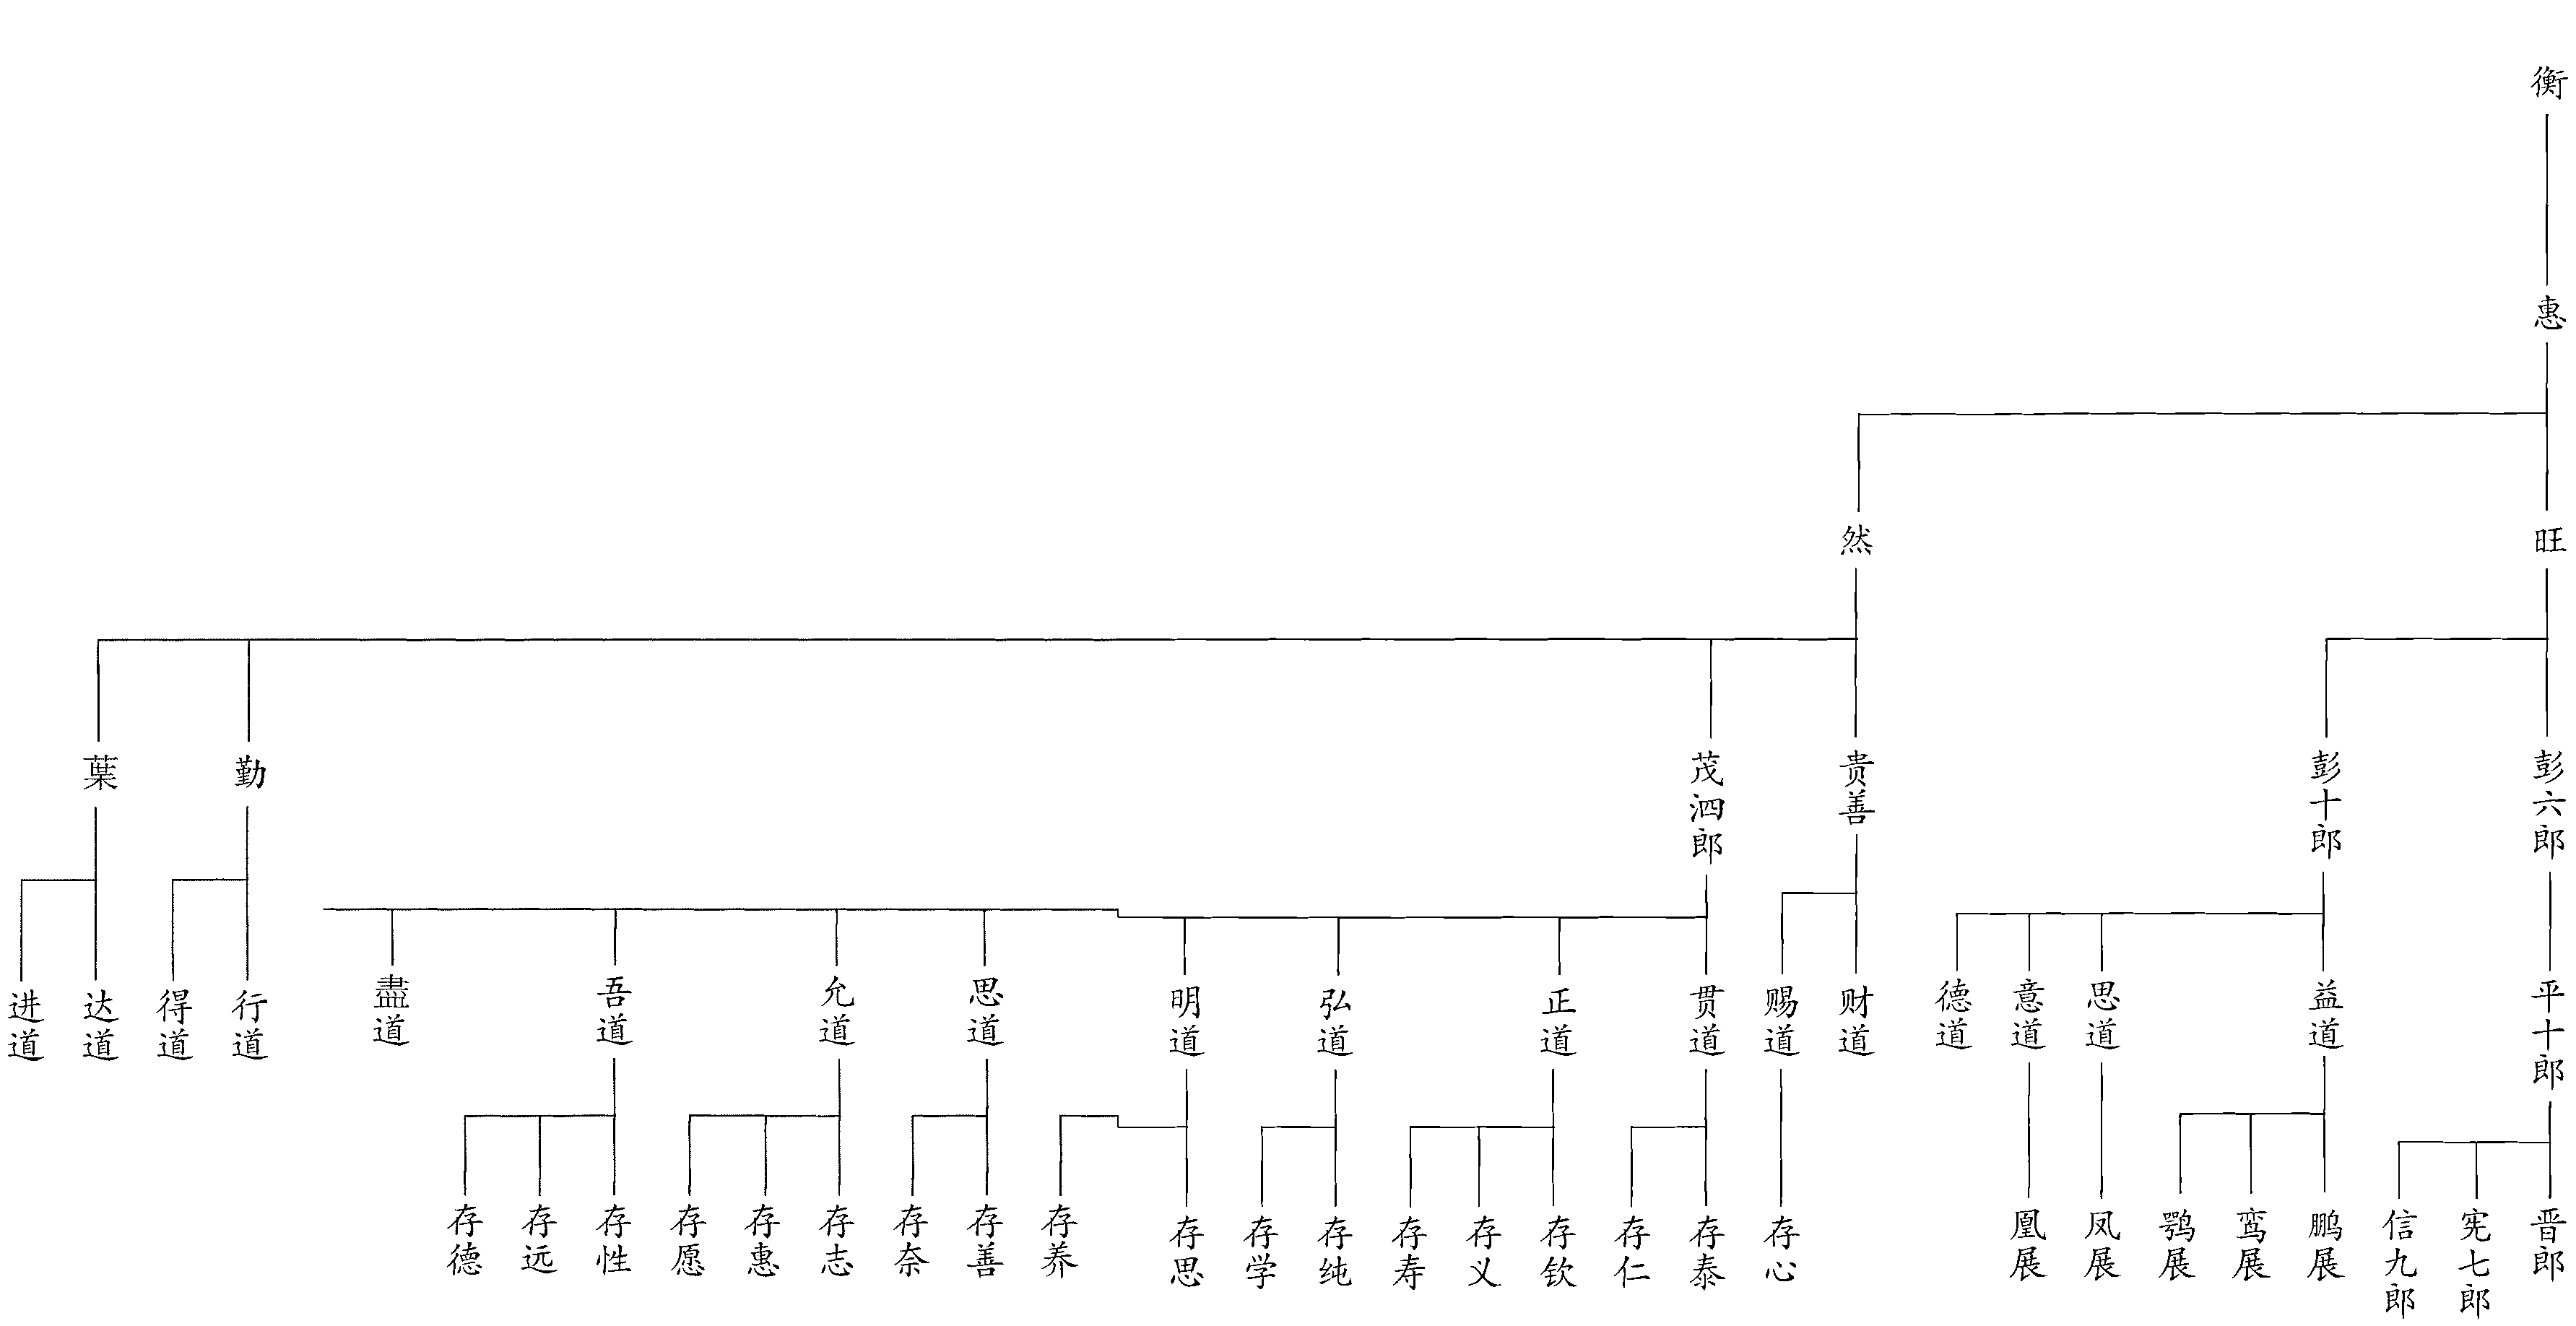 衡
惠
旺
然
彭六郎
彭十郎
贵善
茂泗郎
勤
葉
平十郎
益道
思道
意道
德道
财道
赐道
贯道
正道
弘道
明道
思道
允道
吾道
盡道
行道
得道
达道
进道
晋郎
宪七郎
信九郎
鹏展
鸾展
鹗展
凤展
凰展
存心
存泰
存仁
存钦
存义
存寿
存纯
存学
存思
存养
存善
存奈
存志
存惠
存愿
存性
存远
存德